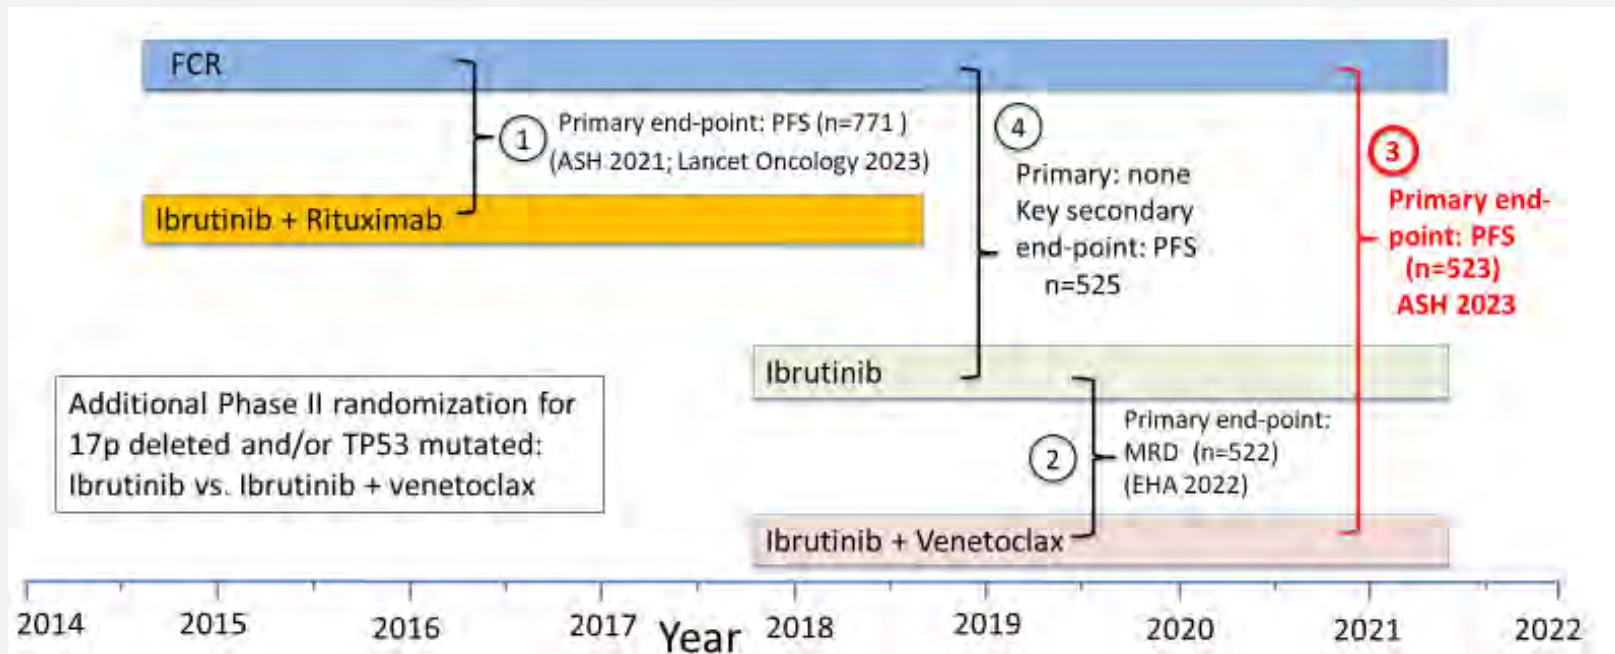 FCR
1
Primary end-point: PFS (n=771 )
(ASH 2021; Lancet Oncology 2023)
Ibrutinib + Rituximab
4
Primary: none
Key secondary
end-point: PFS
n=525
3
Primary end-
point: PFS
(n=523)
ASH 2023
Ibrutinib
Additional Phase II randomization for
17p deleted and/or TP53 mutated:
Ibrutinib vs. Ibrutinib + venetoclax
2
Primary end-point:
MRD (n=522)
(EHA 2022)
Ibrutinib + Venetoclax
2014 2015 2016 2017 2018 2019 2020 2021 2022
Year